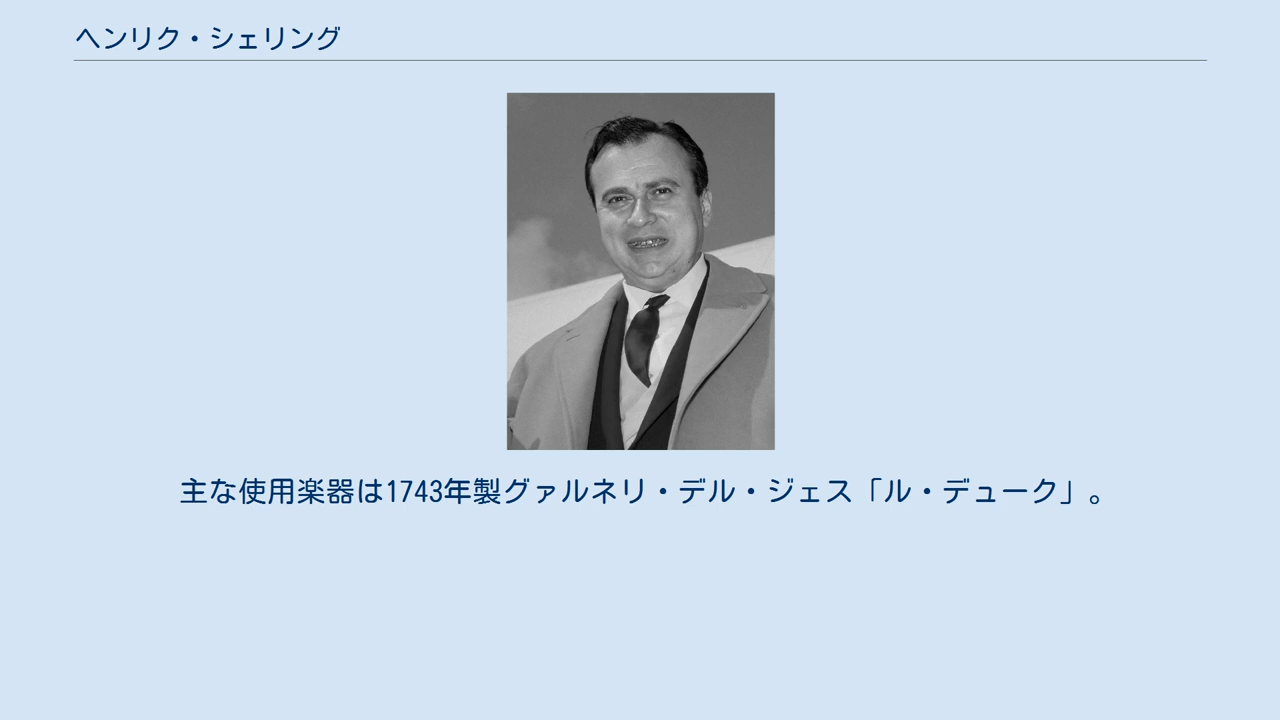 ヘンリク・シェリング
主な使用楽器は1743年製グァルネリ・デル・ジェス「ル・デューク」。